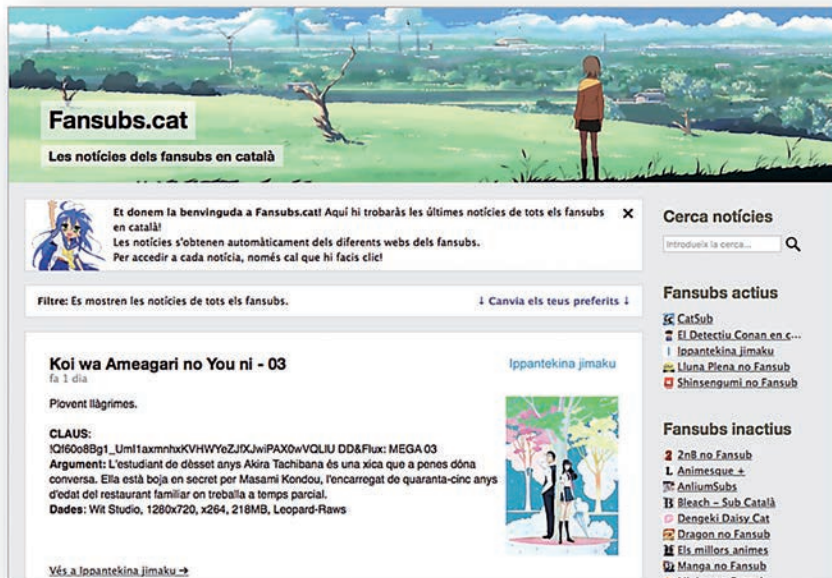 Fansubs.cat
Les notícies dels fansubs en català
Et donem la benvinguda a Fansubs.cat! Aquí hi trobaràs les últimes notícies de tots els fansubs
en català!
Les notícies s'obtenen automàticament dels diferents webs dels fansubs.
Per accedir a cada notícia, només cal que hi facis clic!
Filtre: Es mostren les notícies de tots els fansubs.
↓ Canvia els teus preferits ↓
Koi wa Ameagari no You ni - 03
fa 1 dia
Ippantekina jimaku
Plovent llàgrimes.
CLAUS:
DD&Flux: MEGA 03
Argument: L'estudiant de dèsset anys Akira Tachibana és una xica que a penes dóna
conversa. Ella està boja en secret per Masami Kondou, l'encarregat de quaranta-cinc anys
d'edat del restaurant familiar on treballa a temps parcial.
Dades: Wit Studio, 1280x720, x264, 218MB, Leopard-Raws
Vés a Ippantekina jimaku →
Cerca notícies
Introdueix la cerca...
Fansubs actius
CatSub
El Detectiu Conan en c...
Ippantekina jimaku
Lluna Plena no Fansub
Shinsengumi no Fansub
Fansubs inactius
2nB no Fansub
Animesque +
AnliumSubs
Bleach - Sub Català
Dengeki Daisy Cat
Dragon no Fansub
Els millors animes
Manga no Fansub